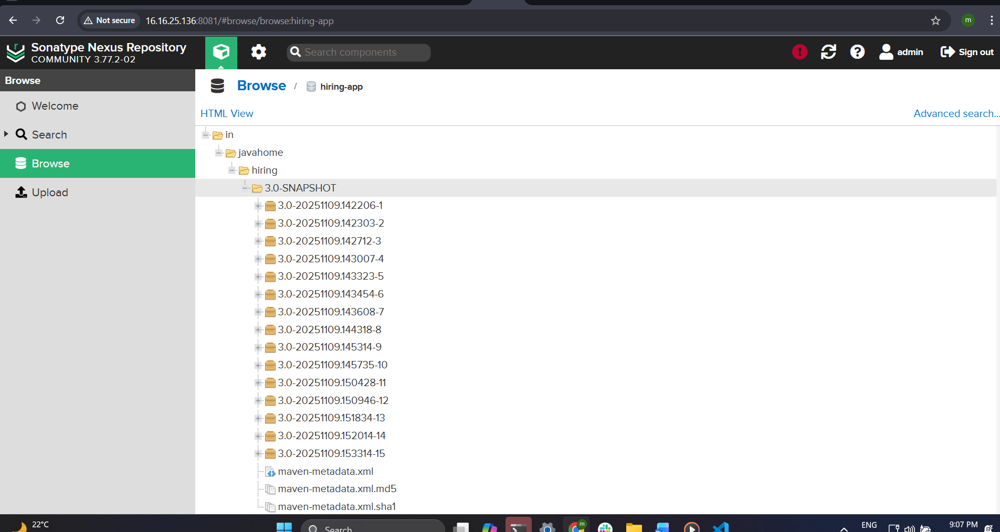 Not secure 16.16.25.136:8081/#browse/browse:hiring-app
m
Sonatype Nexus Repository
COMMUNITY 3.77.2-02
Search components
admin
Sign out
Browse
Welcome
Search
Browse
Upload
Browse / hiring-app
HTML View
Advanced search...
in
javahome
hiring
3.0-SNAPSHOT
3.0-20251109.142206-1
3.0-20251109.142303-2
3.0-20251109.142712-3
3.0-20251109.143007-4
3.0-20251109.143323-5
3.0-20251109.143454-6
3.0-20251109.143608-7
3.0-20251109.144318-8
3.0-20251109.145314-9
3.0-20251109.145735-10
3.0-20251109.150428-11
3.0-20251109.150946-12
3.0-20251109.151834-13
3.0-20251109.152014-14
3.0-20251109.153314-15
maven-metadata.xml
maven-metadata.xml.md5
maven-metadata.xml.sha1
22°C
Search
m
ENG
9:07 PM